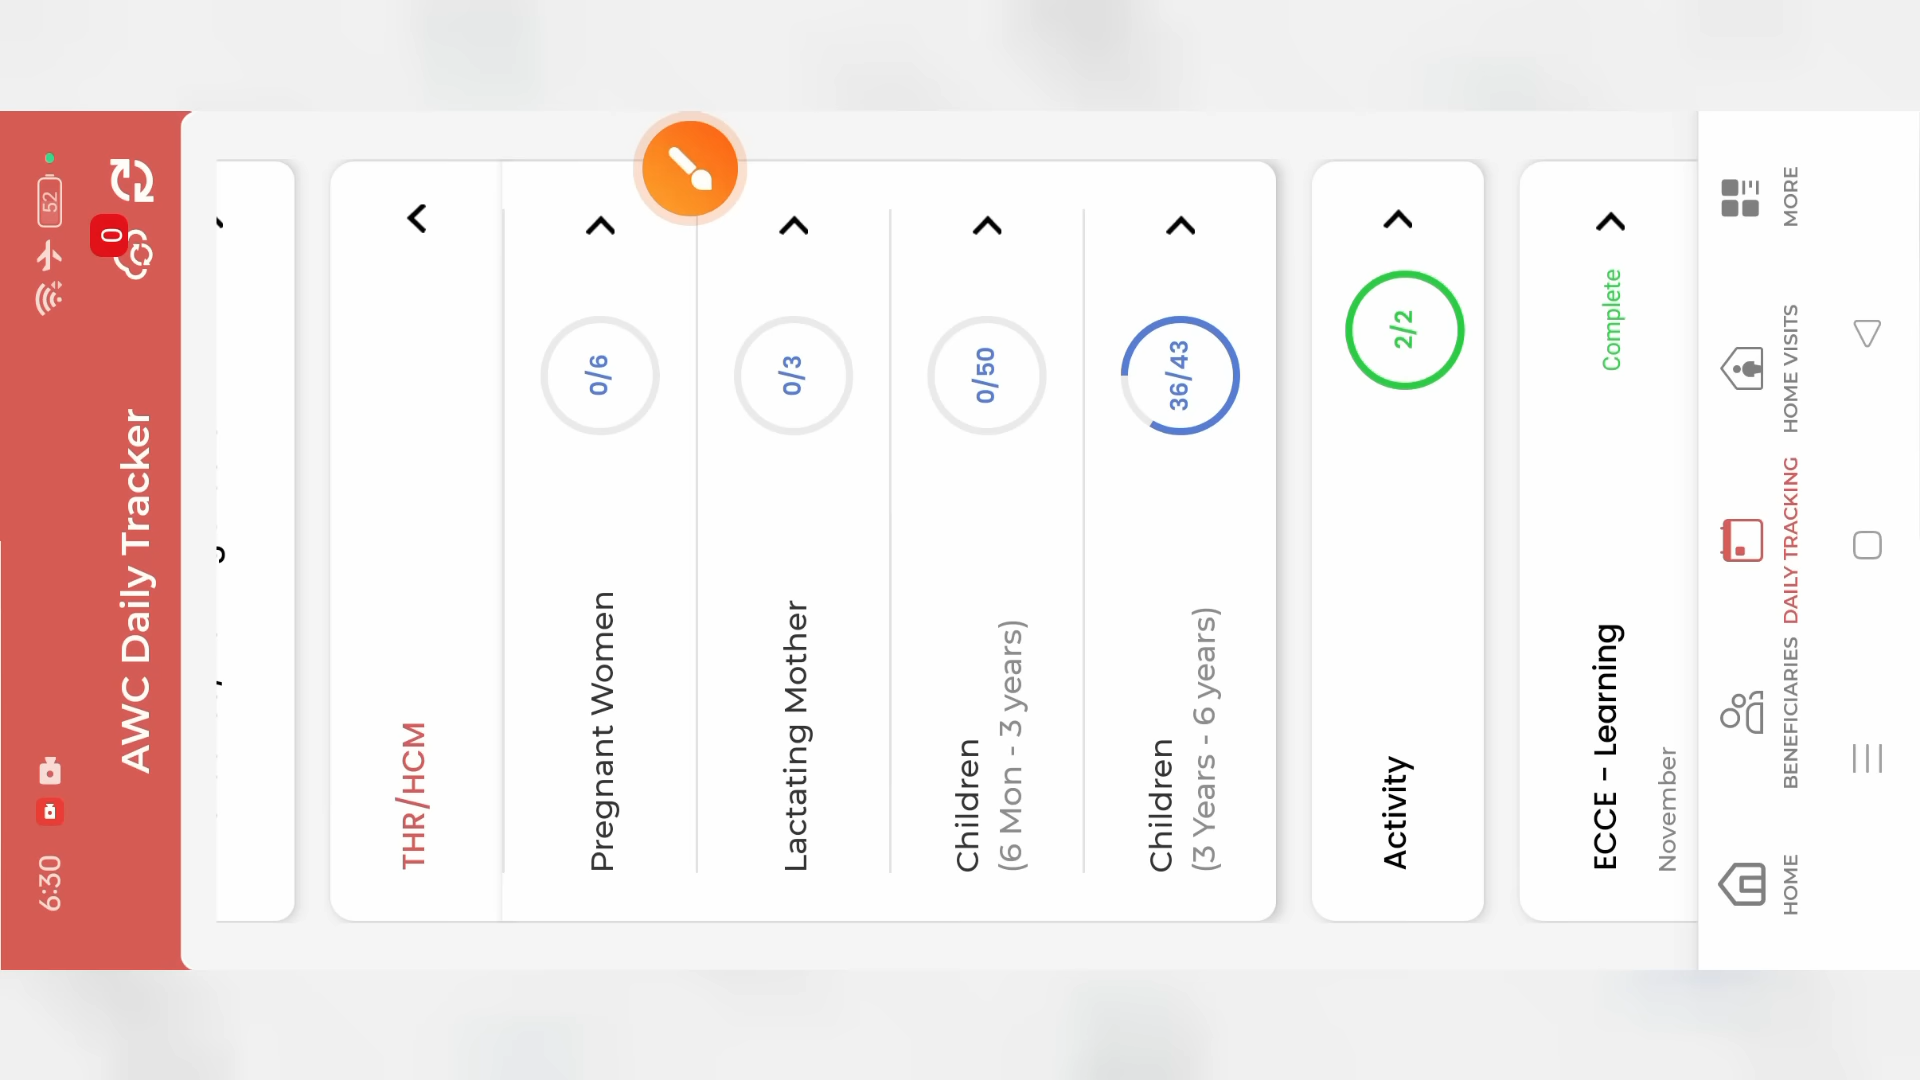 6:30
52
AWC Daily Tracker
0
THR/HCM
Pregnant Women
0/6
Lactating Mother
0/3
Children
(6 Mon - 3 years)
0/50
Children
(3 Years - 6 years)
36/43
Activity
2/2
ECCE - Learning
Complete
November
HOME
BENEFICIARIES
DAILY TRACKING
HOME VISITS
MORE